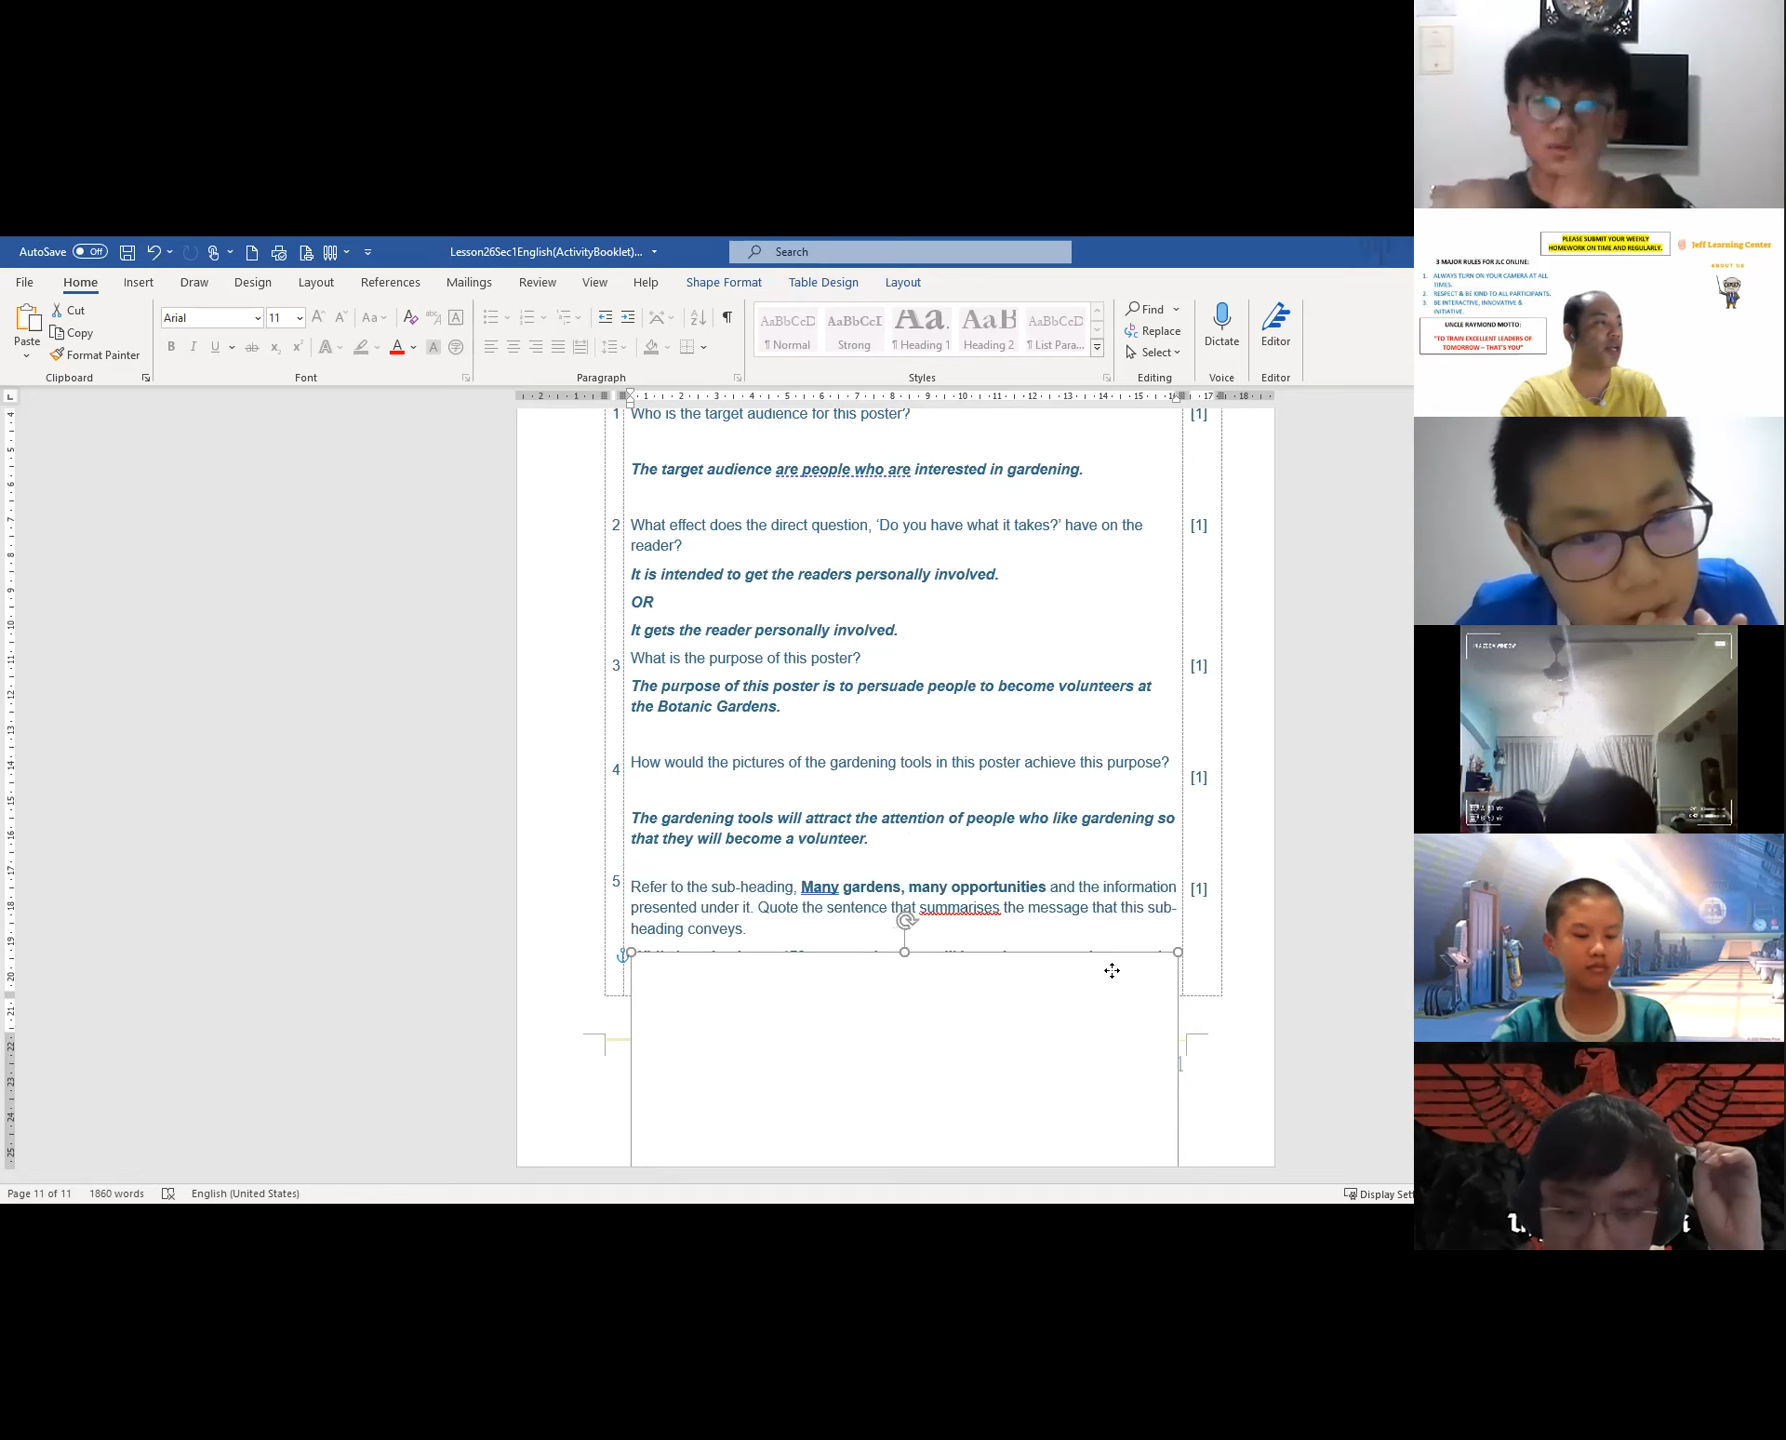 AutoSave Off
Lesson26Sec1English(ActivityBooklet)...
Search
File Home Insert Draw Design Layout References Mailings Review View Help Shape Format Table Design Layout
Paste
Cut
Copy
Format Painter
Clipboard
Arial 11
Font
Paragraph
AaBbCcD AaBbCcI AaBbCcD
¶ Normal Strong ¶ Heading 1 Heading 2 ¶ List Para...
Styles
Find
Replace
Select
Editing
Dictate
Voice
Editor
Editor
1 Who is the target audience for this poster? [1]
The target audience are people who are interested in gardening.
2 What effect does the direct question, ‘Do you have what it takes?’ have on the [1]
reader?
It is intended to get the readers personally involved.
OR
It gets the reader personally involved.
3 What is the purpose of this poster? [1]
The purpose of this poster is to persuade people to become volunteers at
the Botanic Gardens.
4 How would the pictures of the gardening tools in this poster achieve this purpose? [1]
The gardening tools will attract the attention of people who like gardening so
that they will become a volunteer.
5 Refer to the sub-heading, Many gardens, many opportunities and the information [1]
presented under it. Quote the sentence that summarises the message that this sub-
heading conveys.
Page 11 of 11 1860 words English (United States)
Display Set
PLEASE SUBMIT YOUR WEEKLY
HOMEWORK ON TIME AND REGULARLY.
Jeff Learning Center
ABOUT US
3 MAJOR RULES FOR JLC ONLINE:
1. ALWAYS TURN ON YOUR CAMERA AT ALL
TIMES.
2. RESPECT & BE KIND TO ALL PARTICIPANTS.
3. BE INTERACTIVE, INNOVATIVE &
INITIATIVE.
UNCLE RAYMOND MOTTO:
"TO TRAIN EXCELLENT LEADERS OF
TOMORROW – THAT'S YOU"